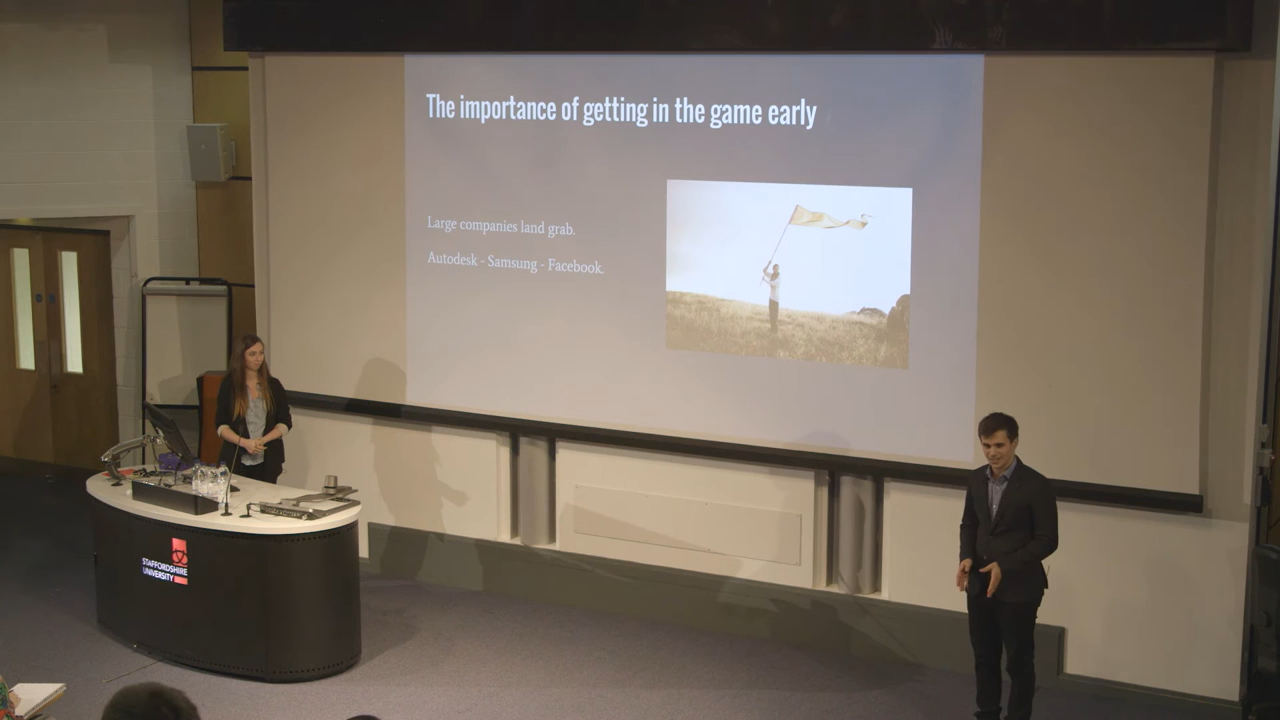 The importance of getting in the game early
Large companies land grab.
Autodesk - Samsung - Facebook.
STAFFORDSHIRE
UNIVERSITY